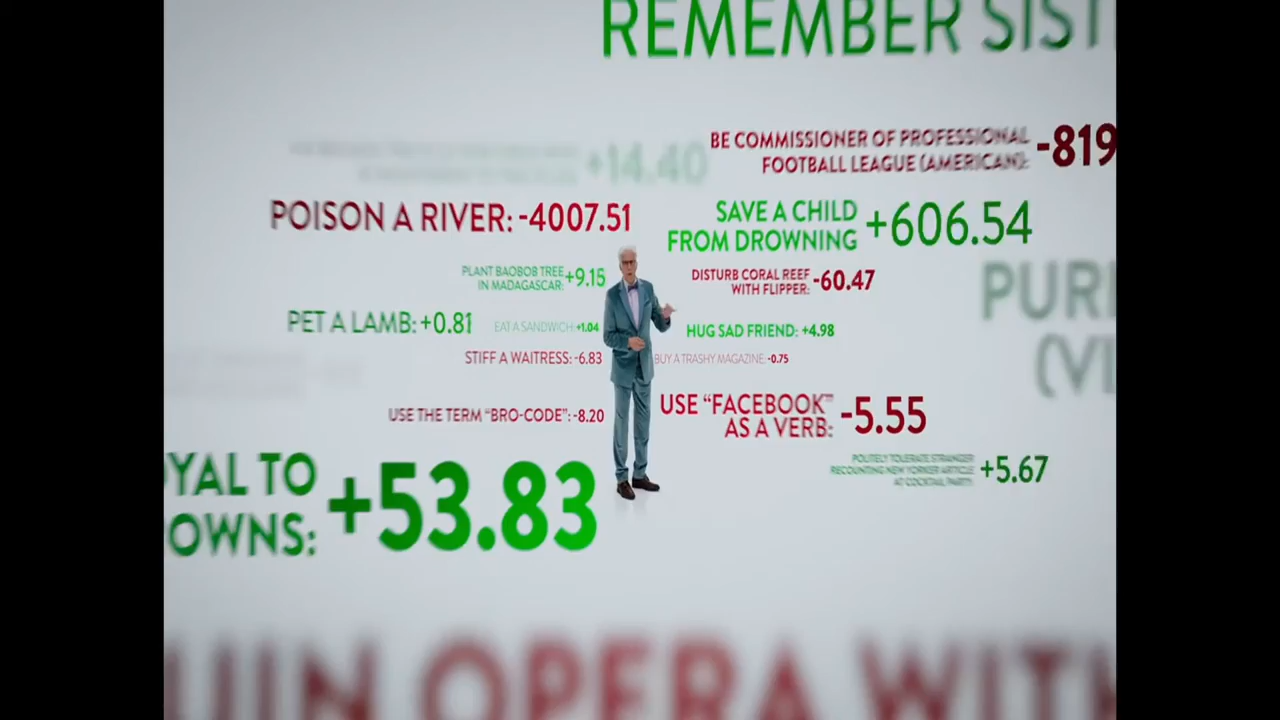 REMEMBER SIST
+14.40
BE COMMISSIONER OF PROFESSIONAL
FOOTBALL LEAGUE (AMERICAN): -819
POISON A RIVER: -4007.51
SAVE A CHILD
FROM DROWNING +606.54
PLANT BAOBOB TREE
IN MADAGASCAR: +9.15
DISTURB CORAL REEF
WITH FLIPPER: -60.47
PUR
(VI
PET A LAMB: +0.81
EAT A SANDWICH: +1.04
HUG SAD FRIEND: +4.98
STIFF A WAITRESS: -6.83
BUY A TRASHY MAGAZINE: -0.75
USE THE TERM "BRO-CODE": -8.20
USE "FACEBOOK"
AS A VERB: -5.55
POLITELY TOLERATE STRANGER
RECOUNTING NEW YORKER ARTICLE
AT COCKTAIL PARTY: +5.67
YAL TO
OWNS: +53.83
UIN OPERA WITH